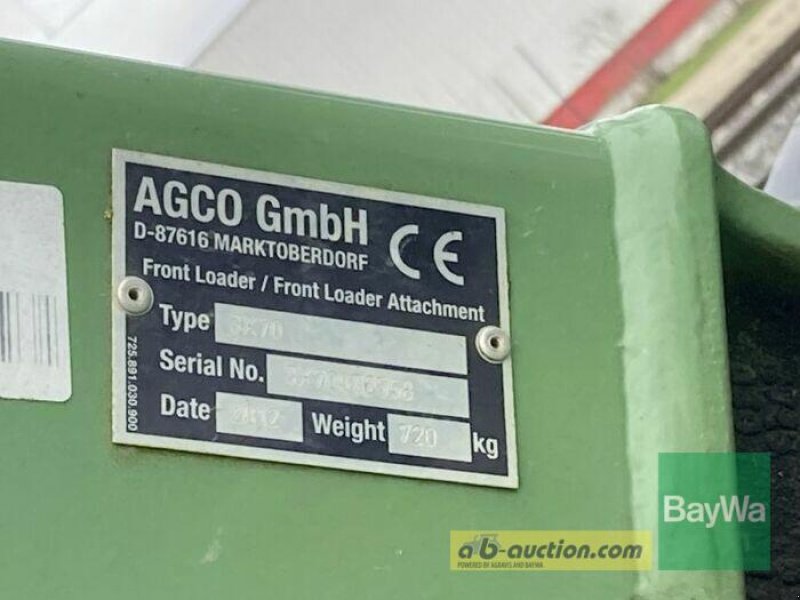 AGCO GmbH
D-87616 MARKTOBERDORF
CE
Front Loader / Front Loader Attachment
Type
Serial No.
Date Weight 720 kg
725.891.030.900
BayWa
ab-auction.com
POWERED BY AGRAVIS AND BAYWA